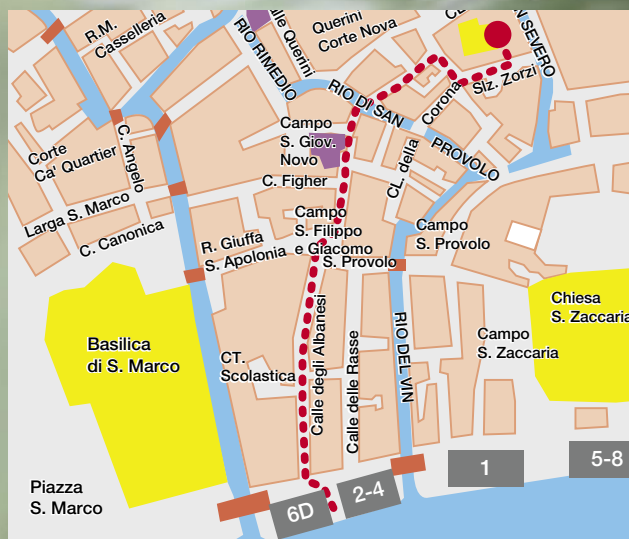 R.M.
Casselleria
RIO RIMEDIO
Querini
Querini
Corte Nova
SEVERO
Slz. Zorzi
RIO DI SAN
PROVOLO
Corona
CL. della
Campo
S. Giov.
Novo
Corte
Ca' Quartier
C. Angelo
C. Figher
Larga S. Marco
C. Canonica
R. Giuffa
S. Apolonia
Campo
S. Filippo
e Giacomo
S. Provolo
Campo
S. Provolo
Chiesa
S. Zaccaria
Campo
S. Zaccaria
Basilica
di S. Marco
CT.
Scolastica
Calle degli Albanesi
Calle delle Rasse
RIO DEL VIN
Piazza
S. Marco
6D
2-4
1
5-8